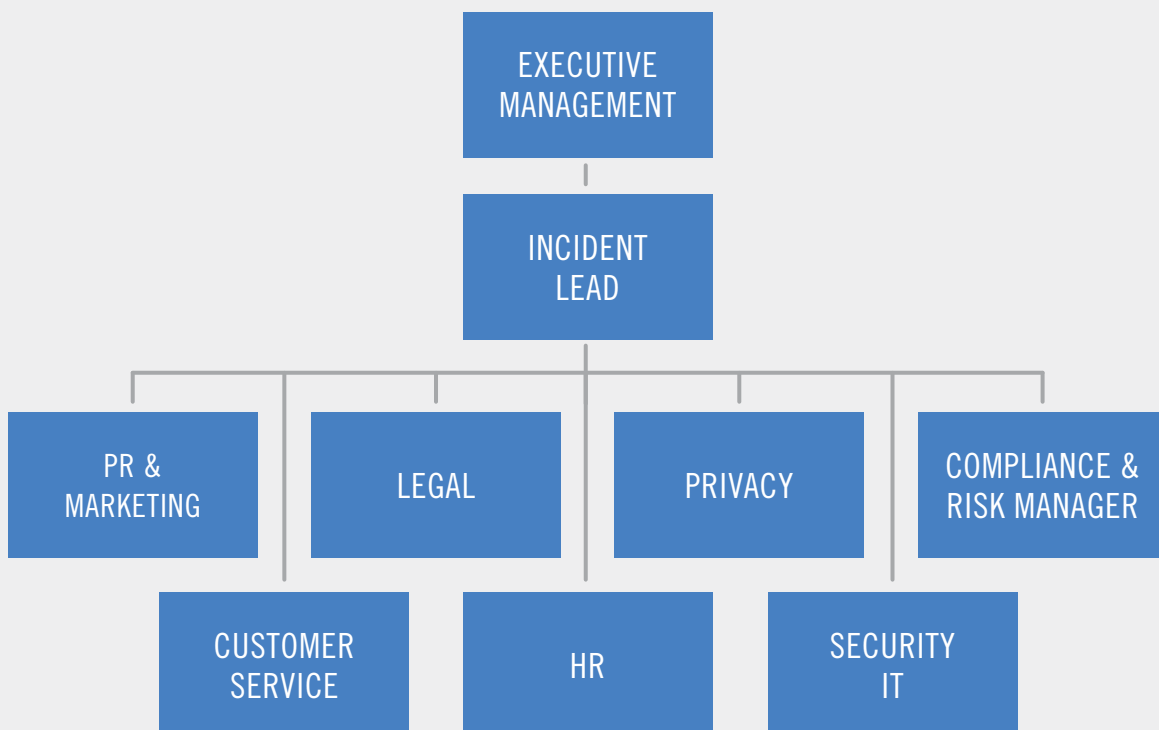 EXECUTIVE
MANAGEMENT
INCIDENT
LEAD
PR &
MARKETING
LEGAL
PRIVACY
COMPLIANCE &
RISK MANAGER
CUSTOMER
SERVICE
HR
SECURITY
IT